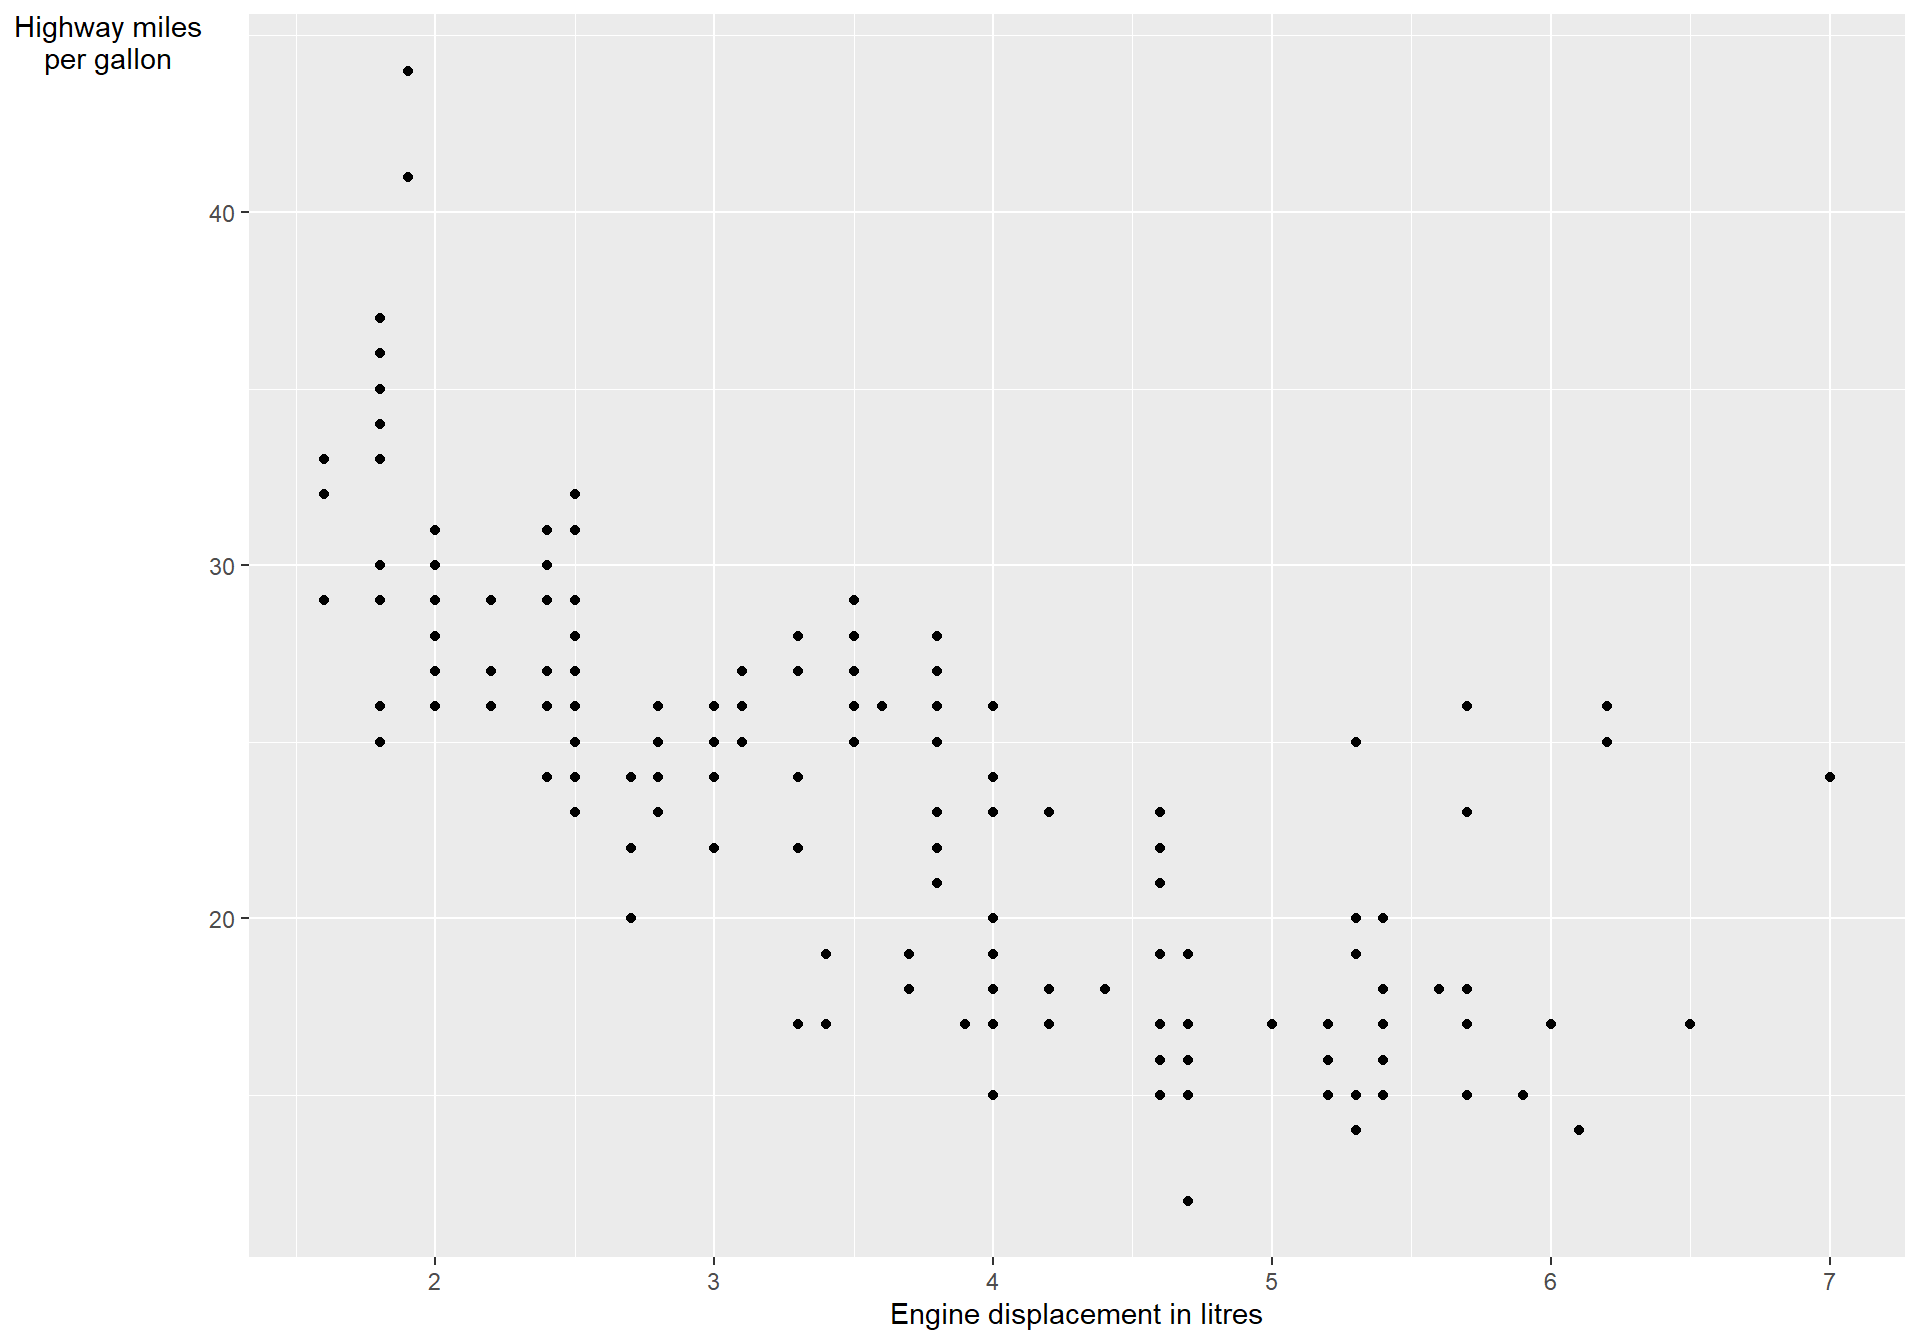 Highway miles
per gallon
40
30
20
2 3 4 5 6 7
Engine displacement in litres